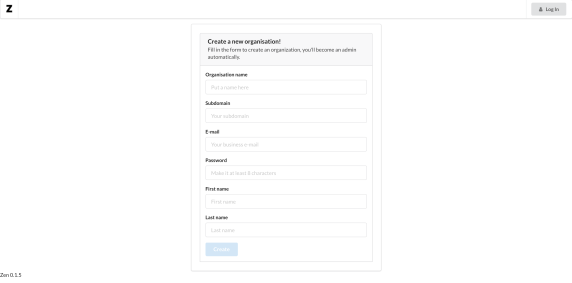 Z
Log In
Create a new organisation!
Fill in the form to create an organization, you'll become an admin
automatically.
Organisation name
Put a name here
Subdomain
Your subdomain
E-mail
Your business e-mail
Password
Make it at least 8 characters
First name
First name
Last name
Last name
Create
Zen 0.1.5